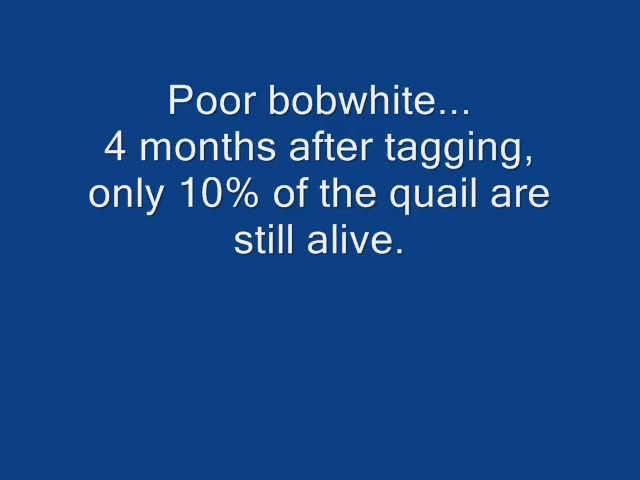 Poor bobwhite...
4 months after tagging,
only 10% of the quail are
still alive.